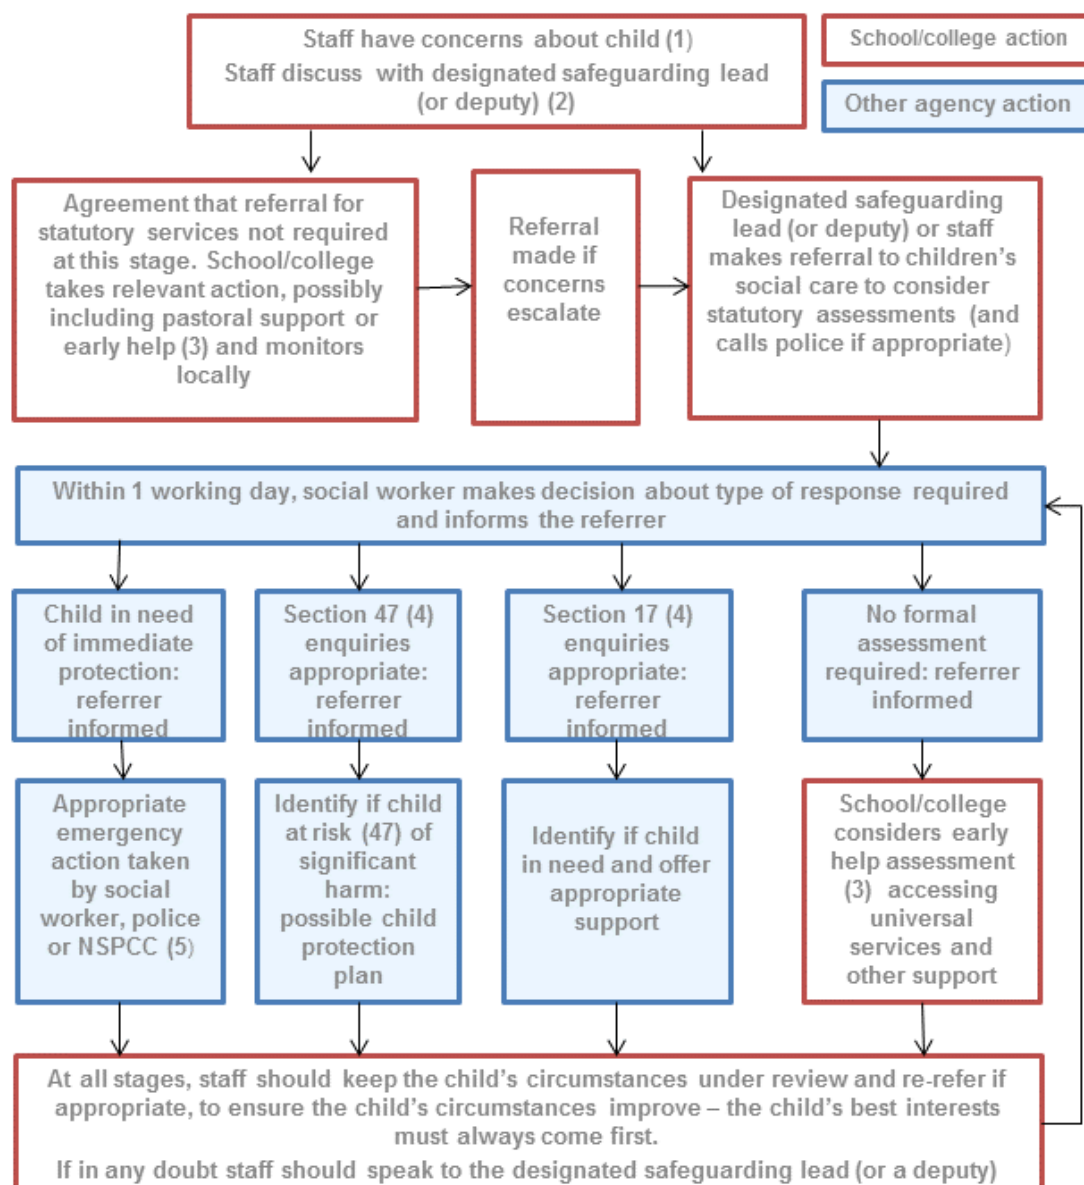 Staff have concerns about child (1)
Staff discuss with designated safeguarding lead
(or deputy) (2)
School/college action
Other agency action
Agreement that referral for
statutory services not required
at this stage. School/college
takes relevant action, possibly
including pastoral support or
early help (3) and monitors
locally
Referral
made if
concerns
escalate
Designated safeguarding
lead (or deputy) or staff
makes referral to children's
social care to consider
statutory assessments (and
calls police if appropriate)
Within 1 working day, social worker makes decision about type of response required
and informs the referrer
Child in need
of immediate
protection:
referrer
informed
Section 47 (4)
enquiries
appropriate:
referrer
informed
Section 17 (4)
enquiries
appropriate:
referrer
informed
No formal
assessment
required: referrer
informed
Appropriate
emergency
action taken
by social
worker, police
or NSPCC (5)
Identify if child
at risk (47) of
significant
harm:
possible child
protection
plan
Identify if child
in need and offer
appropriate
support
School/college
considers early
help assessment
(3) accessing
universal
services and
other support
At all stages, staff should keep the child's circumstances under review and re-refer if
appropriate, to ensure the child's circumstances improve – the child's best interests
must always come first.
If in any doubt staff should speak to the designated safeguarding lead (or a deputy)